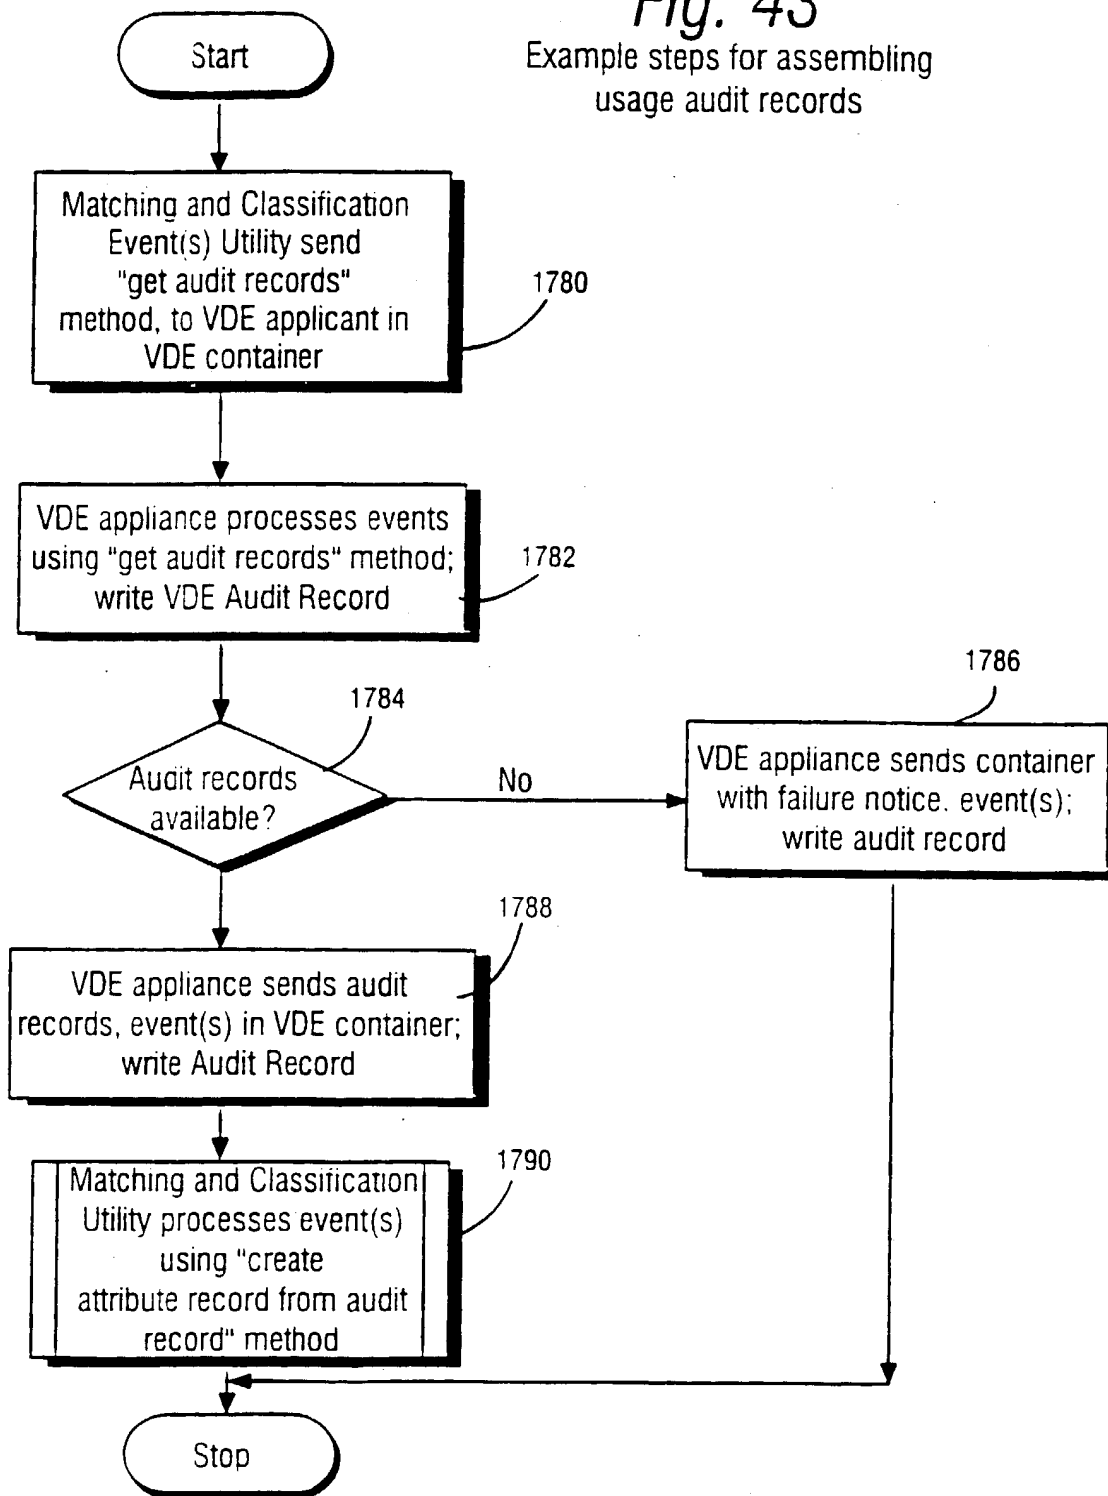 Fig. 43
Example steps for assembling
usage audit records
Start
Matching and Classification
Event(s) Utility send
"get audit records"
method, to VDE applicant in
VDE container
1780
VDE appliance processes events
using "get audit records" method;
write VDE Audit Record
1782
1784
Audit records
available?
No
1786
VDE appliance sends container
with failure notice. event(s);
write audit record
1788
VDE appliance sends audit
records, event(s) in VDE container;
write Audit Record
1790
Matching and Classification
Utility processes event(s)
using "create
attribute record from audit
record" method
Stop